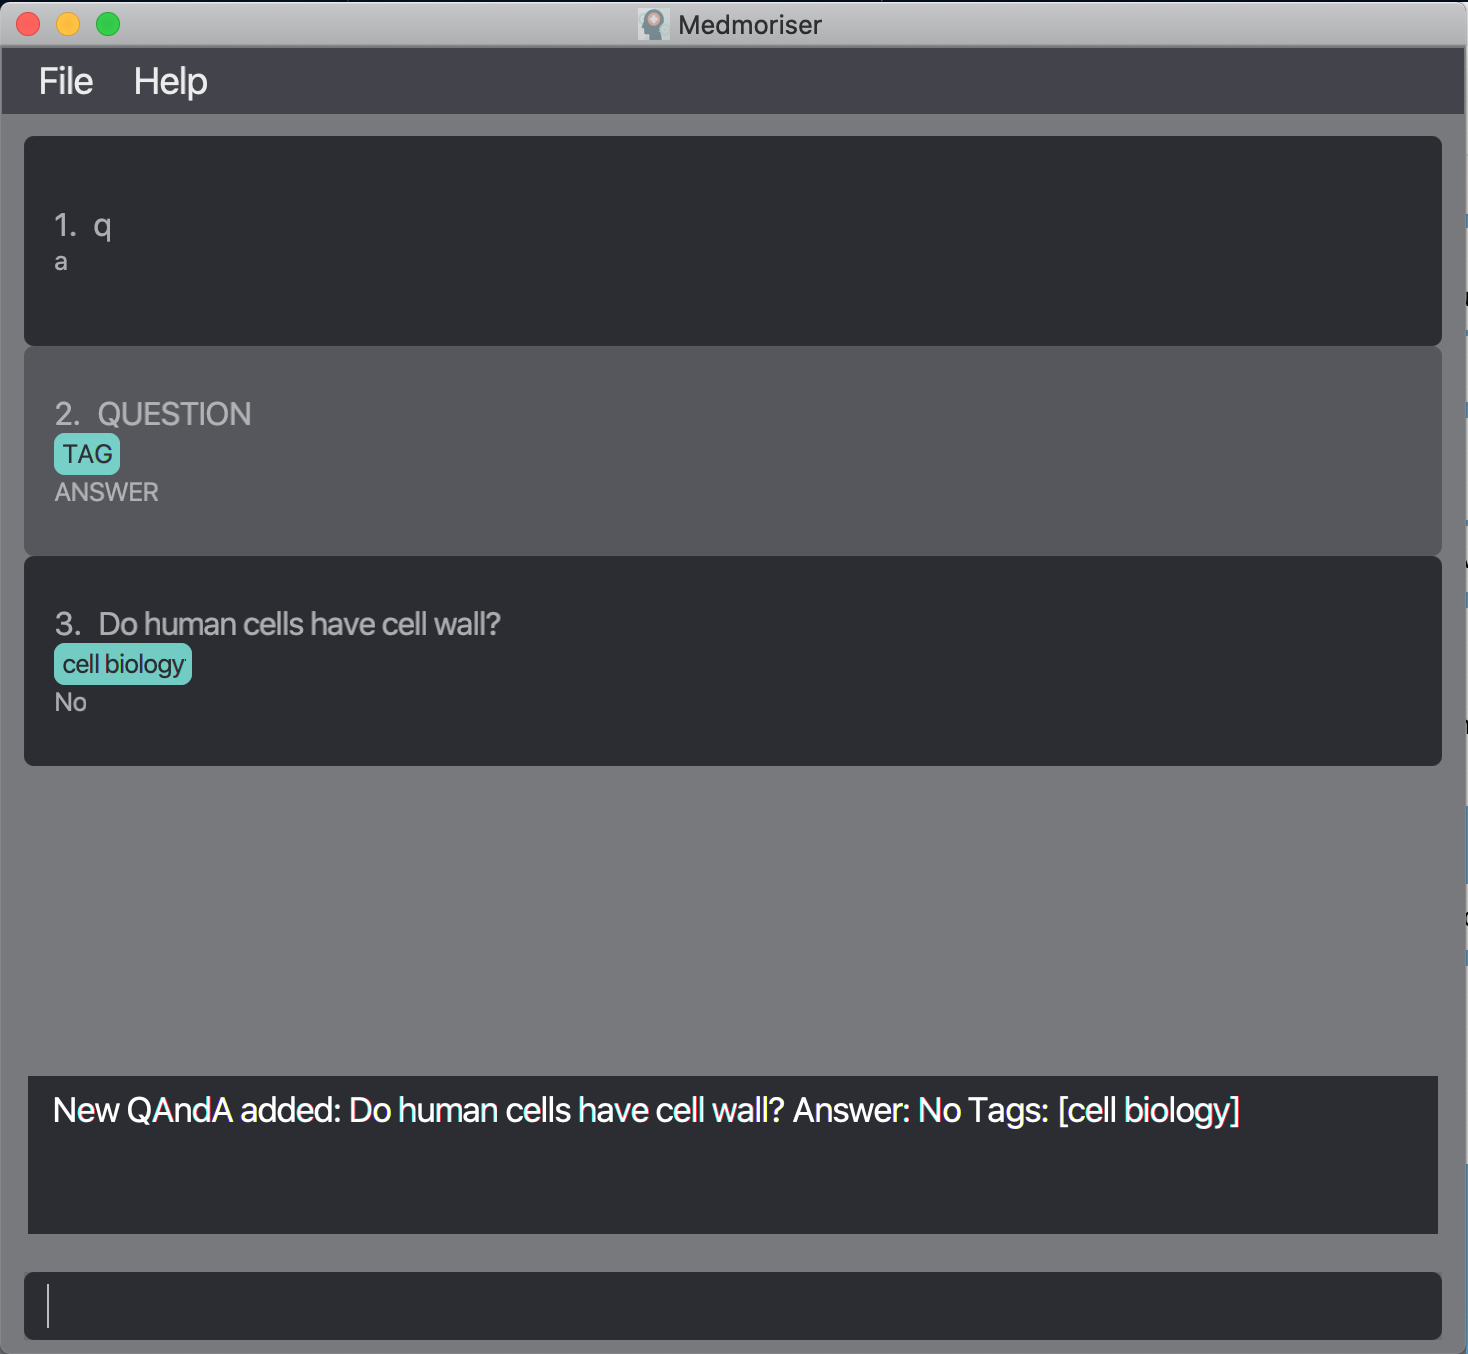 Medmoriser
File Help
1. q
a
2. QUESTION
TAG
ANSWER
3. Do human cells have cell wall?
cell biology
No
New QAndA added: Do human cells have cell wall? Answer: No Tags: [cell biology]